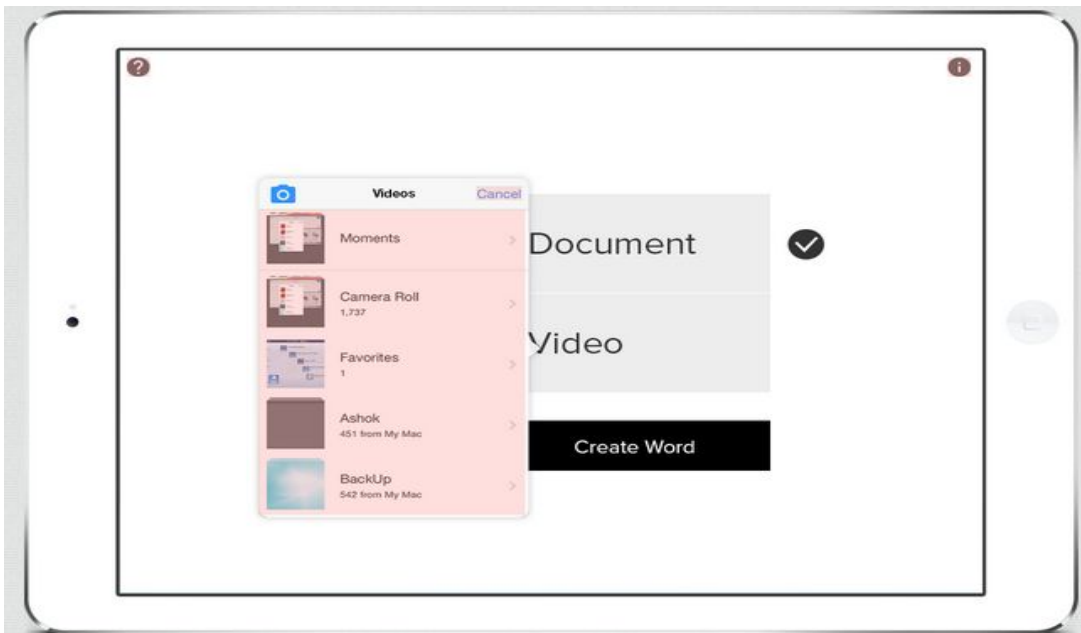 ?
i
Videos Cancel
Moments
Camera Roll
1,737
Favorites
1
Ashok
451 from My Mac
BackUp
542 from My Mac
Document
Video
Create Word